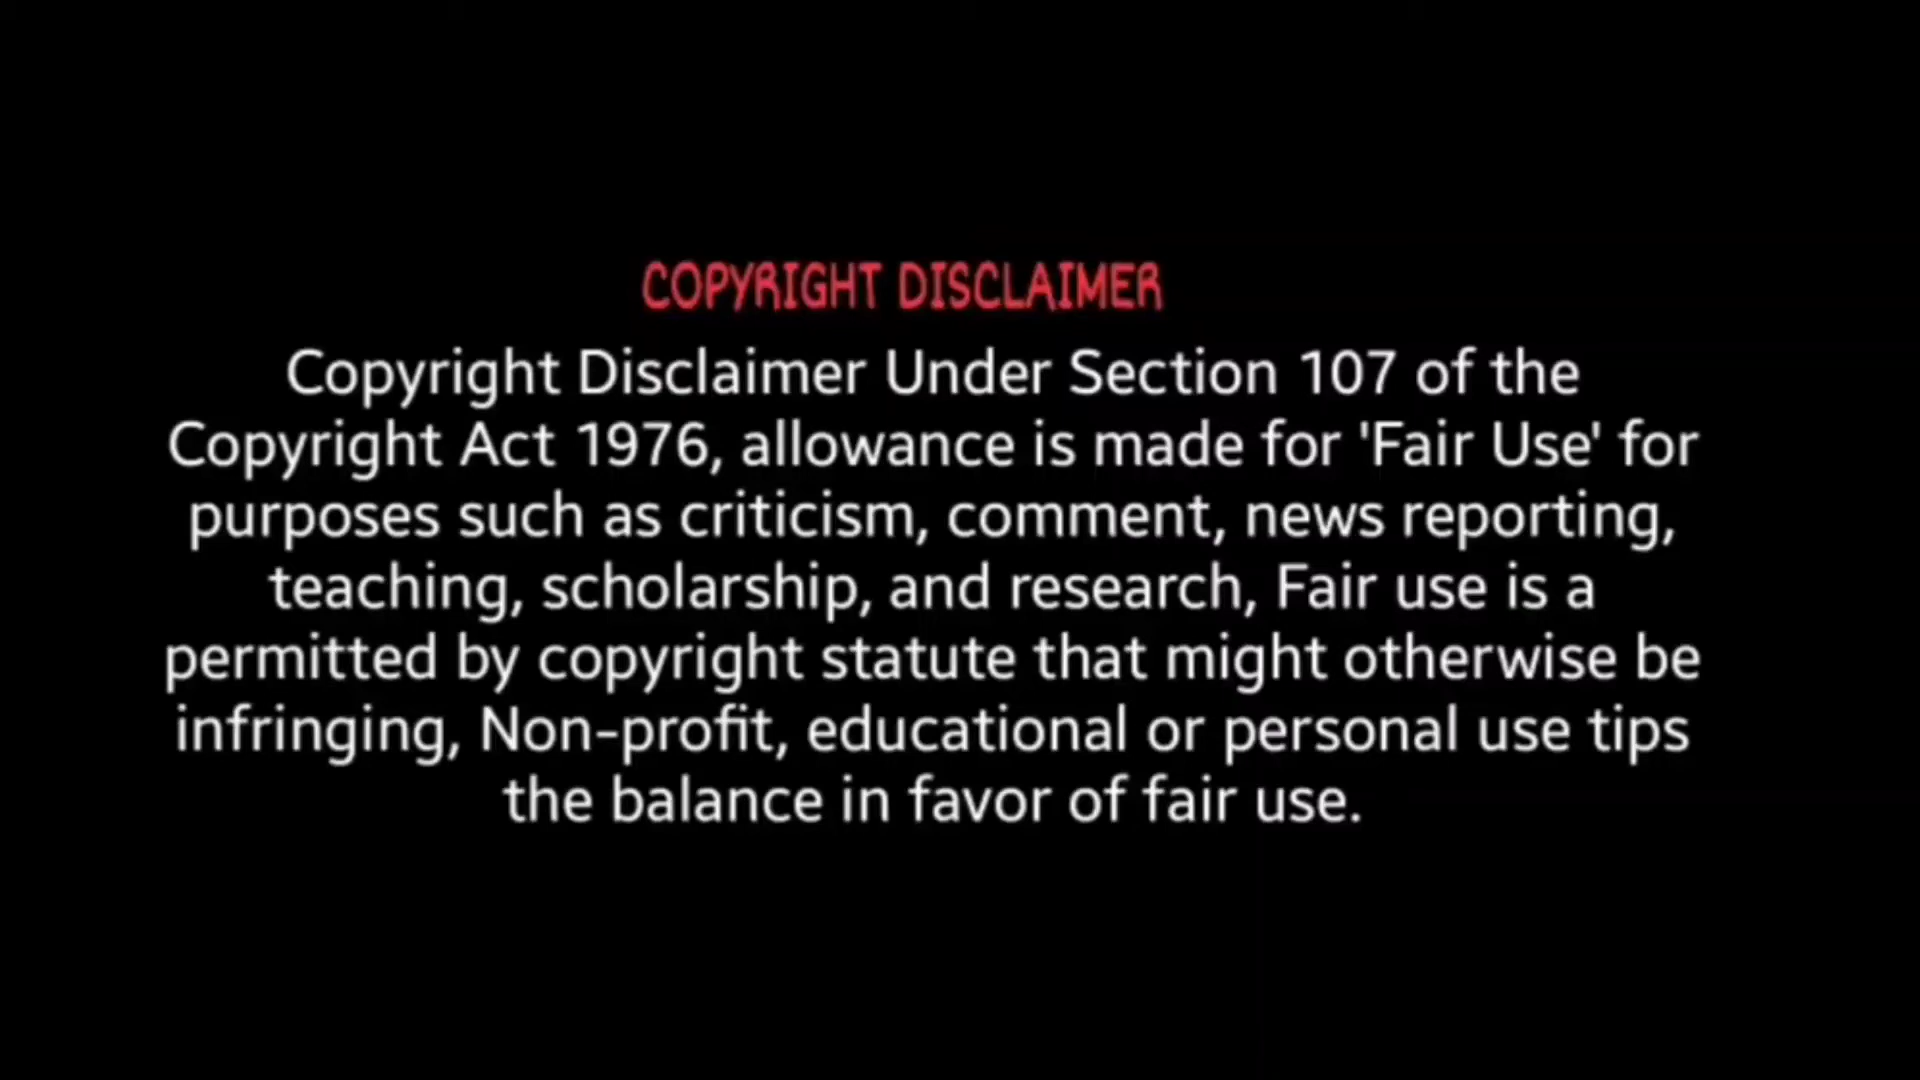 COPYRIGHT DISCLAIMER
Copyright Disclaimer Under Section 107 of the
Copyright Act 1976, allowance is made for 'Fair Use' for
purposes such as criticism, comment, news reporting,
teaching, scholarship, and research, Fair use is a
permitted by copyright statute that might otherwise be
infringing, Non-profit, educational or personal use tips
the balance in favor of fair use.